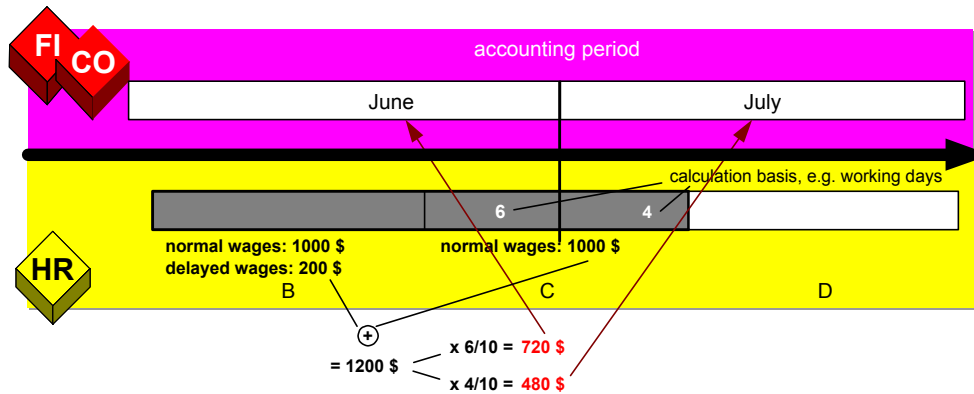 FI
CO
accounting period
June
July
calculation basis, e.g. working days
6
4
normal wages: 1000 $
normal wages: 1000 $
delayed wages: 200 $
HR
B
C
D
+
= 1200 $
x 6/10 = 720 $
x 4/10 = 480 $